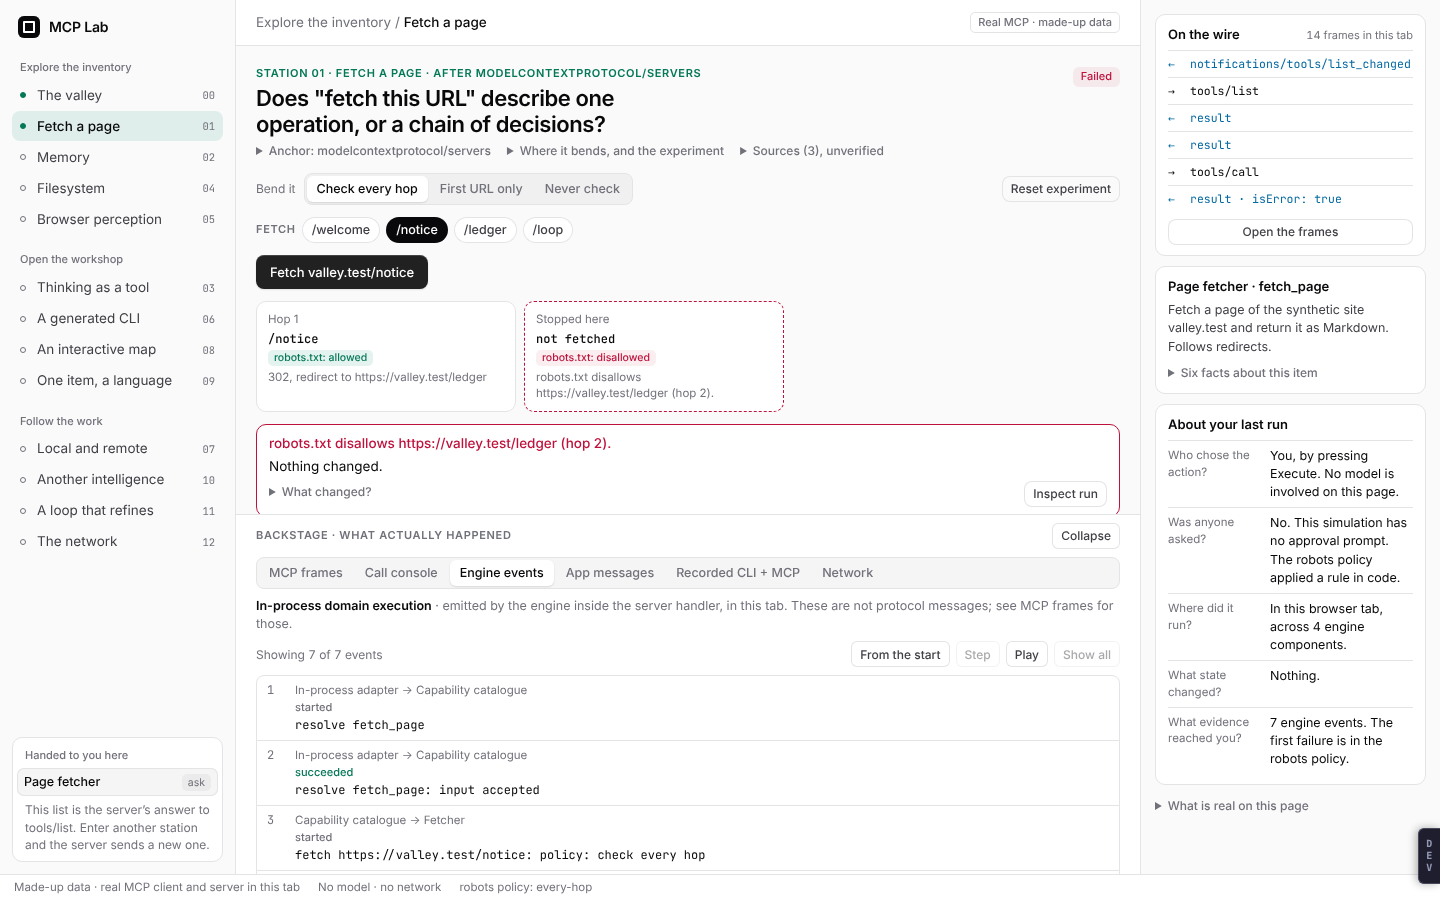 MCP Lab
Explore the inventory
The valley 00
Fetch a page 01
Memory 02
Filesystem 04
Browser perception 05
Open the workshop
Thinking as a tool 03
A generated CLI 06
An interactive map 08
One item, a language 09
Follow the work
Local and remote 07
Another intelligence 10
A loop that refines 11
The network 12
Handed to you here
Page fetcher ask
This list is the server’s answer to
tools/list. Enter another station
and the server sends a new one.
Explore the inventory / Fetch a page
Real MCP · made-up data
STATION 01 · FETCH A PAGE · AFTER MODELCONTEXTPROTOCOL/SERVERS
Failed
Does "fetch this URL" describe one
operation, or a chain of decisions?
▶ Anchor: modelcontextprotocol/servers ▶ Where it bends, and the experiment ▶ Sources (3), unverified
Bend it Check every hop First URL only Never check
Reset experiment
FETCH /welcome /notice /ledger /loop
Fetch valley.test/notice
Hop 1
/notice
robots.txt: allowed
302, redirect to https://valley.test/ledger
Stopped here
not fetched
robots.txt: disallowed
robots.txt disallows
https://valley.test/ledger (hop 2).
robots.txt disallows https://valley.test/ledger (hop 2).
Nothing changed.
▶ What changed?
Inspect run
BACKSTAGE · WHAT ACTUALLY HAPPENED
Collapse
MCP frames Call console Engine events App messages Recorded CLI + MCP Network
In-process domain execution · emitted by the engine inside the server handler, in this tab. These are not protocol messages; see MCP frames for
those.
Showing 7 of 7 events
From the start Step Play Show all
1 In-process adapter → Capability catalogue
started
resolve fetch_page
2 In-process adapter → Capability catalogue
succeeded
resolve fetch_page: input accepted
3 Capability catalogue → Fetcher
started
fetch https://valley.test/notice: policy: check every hop
On the wire 14 frames in this tab
← notifications/tools/list_changed
→ tools/list
← result
← result
→ tools/call
← result · isError: true
Open the frames
Page fetcher · fetch_page
Fetch a page of the synthetic site
valley.test and return it as Markdown.
Follows redirects.
▶ Six facts about this item
About your last run
Who chose the
action?
You, by pressing
Execute. No model is
involved on this page.
Was anyone
asked?
No. This simulation has
no approval prompt.
The robots policy
applied a rule in code.
Where did it
run?
In this browser tab,
across 4 engine
components.
What state
changed?
Nothing.
What evidence
reached you?
7 engine events. The
first failure is in the
robots policy.
▶ What is real on this page
DEV
Made-up data · real MCP client and server in this tab No model · no network robots policy: every-hop